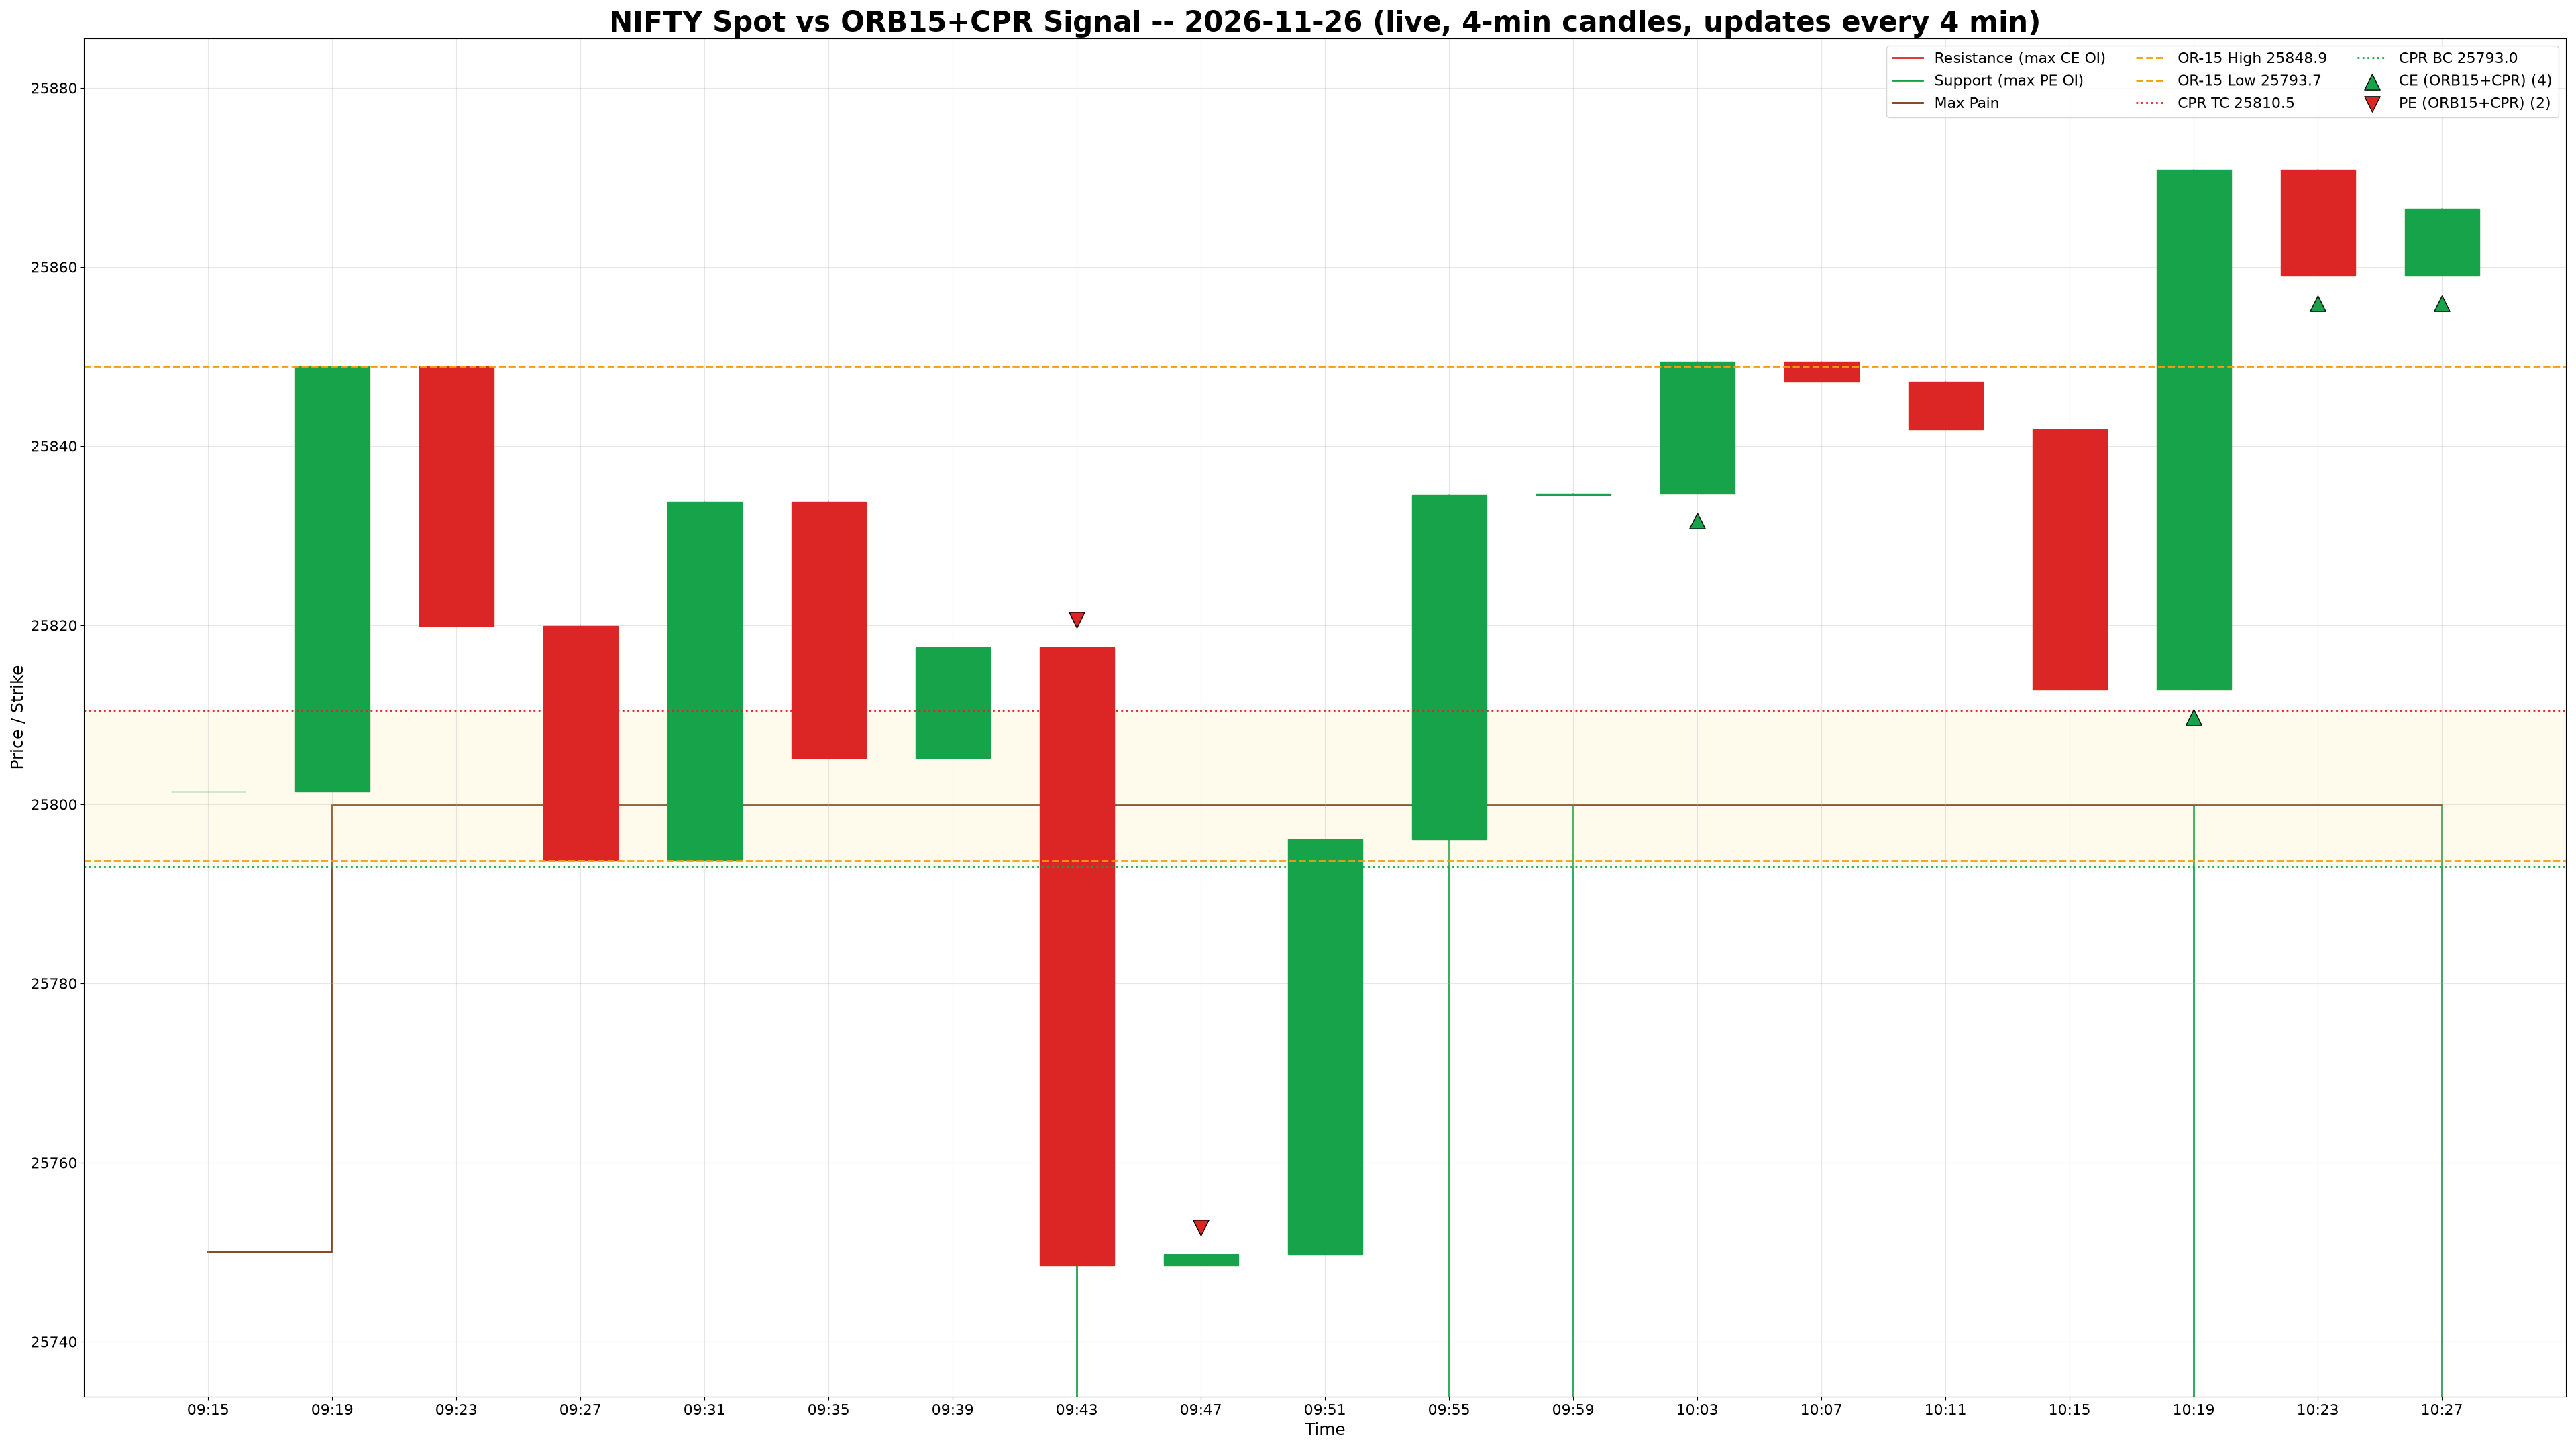 NIFTY Spot vs ORB15+CPR Signal -- 2026-11-26 (live, 4-min candles, updates every 4 min)
Resistance (max CE OI)
Support (max PE OI)
Max Pain
OR-15 High 25848.9
OR-15 Low 25793.7
CPR TC 25810.5
CPR BC 25793.0
CE (ORB15+CPR) (4)
PE (ORB15+CPR) (2)
Price / Strike
25880
25860
25840
25820
25800
25780
25760
25740
09:15 09:19 09:23 09:27 09:31 09:35 09:39 09:43 09:47 09:51 09:55 09:59 10:03 10:07 10:11 10:15 10:19 10:23 10:27
Time